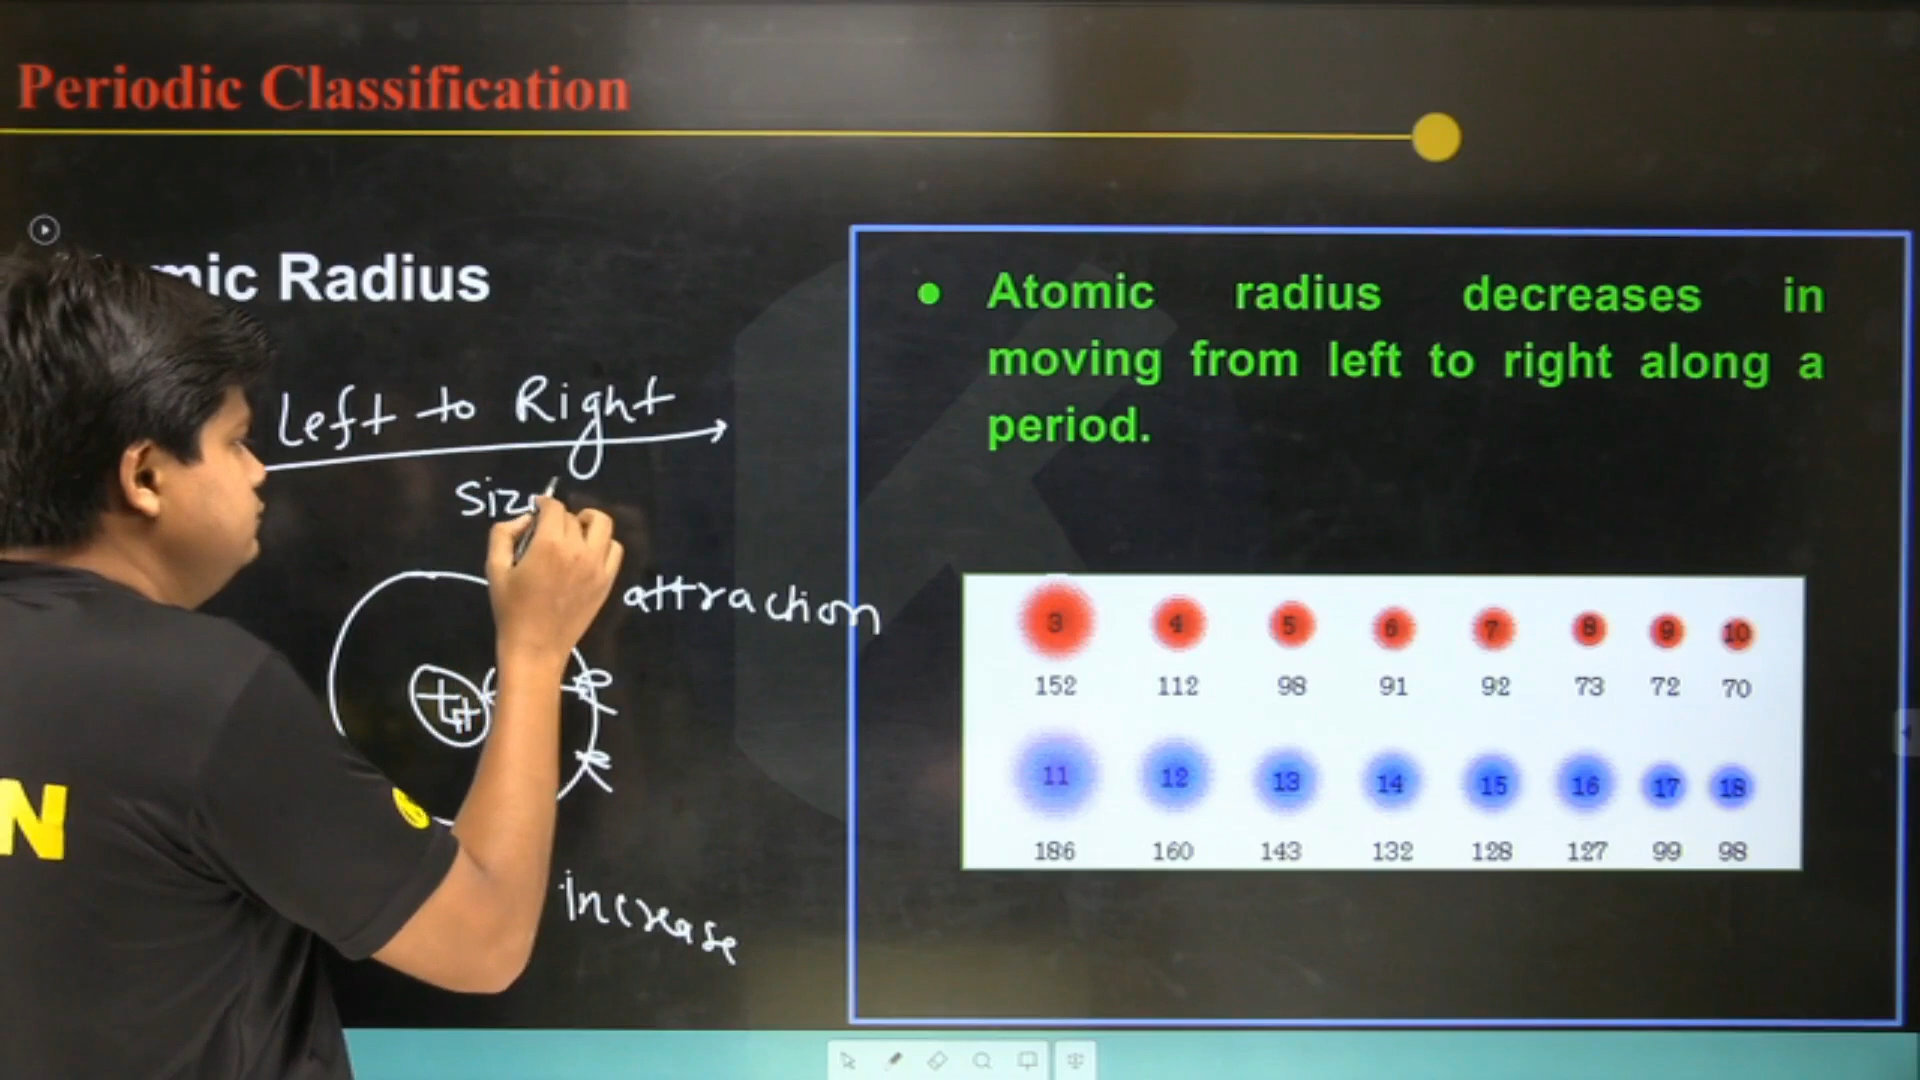 Periodic Classification
mic Radius
Left to Right
Siz
attraction
increase
N
● Atomic radius decreases in
moving from left to right along a
period.
3 4 5 6 7 8 9 10
152 112 98 91 92 73 72 70
11 12 13 14 15 16 17 18
186 160 143 132 128 127 99 98